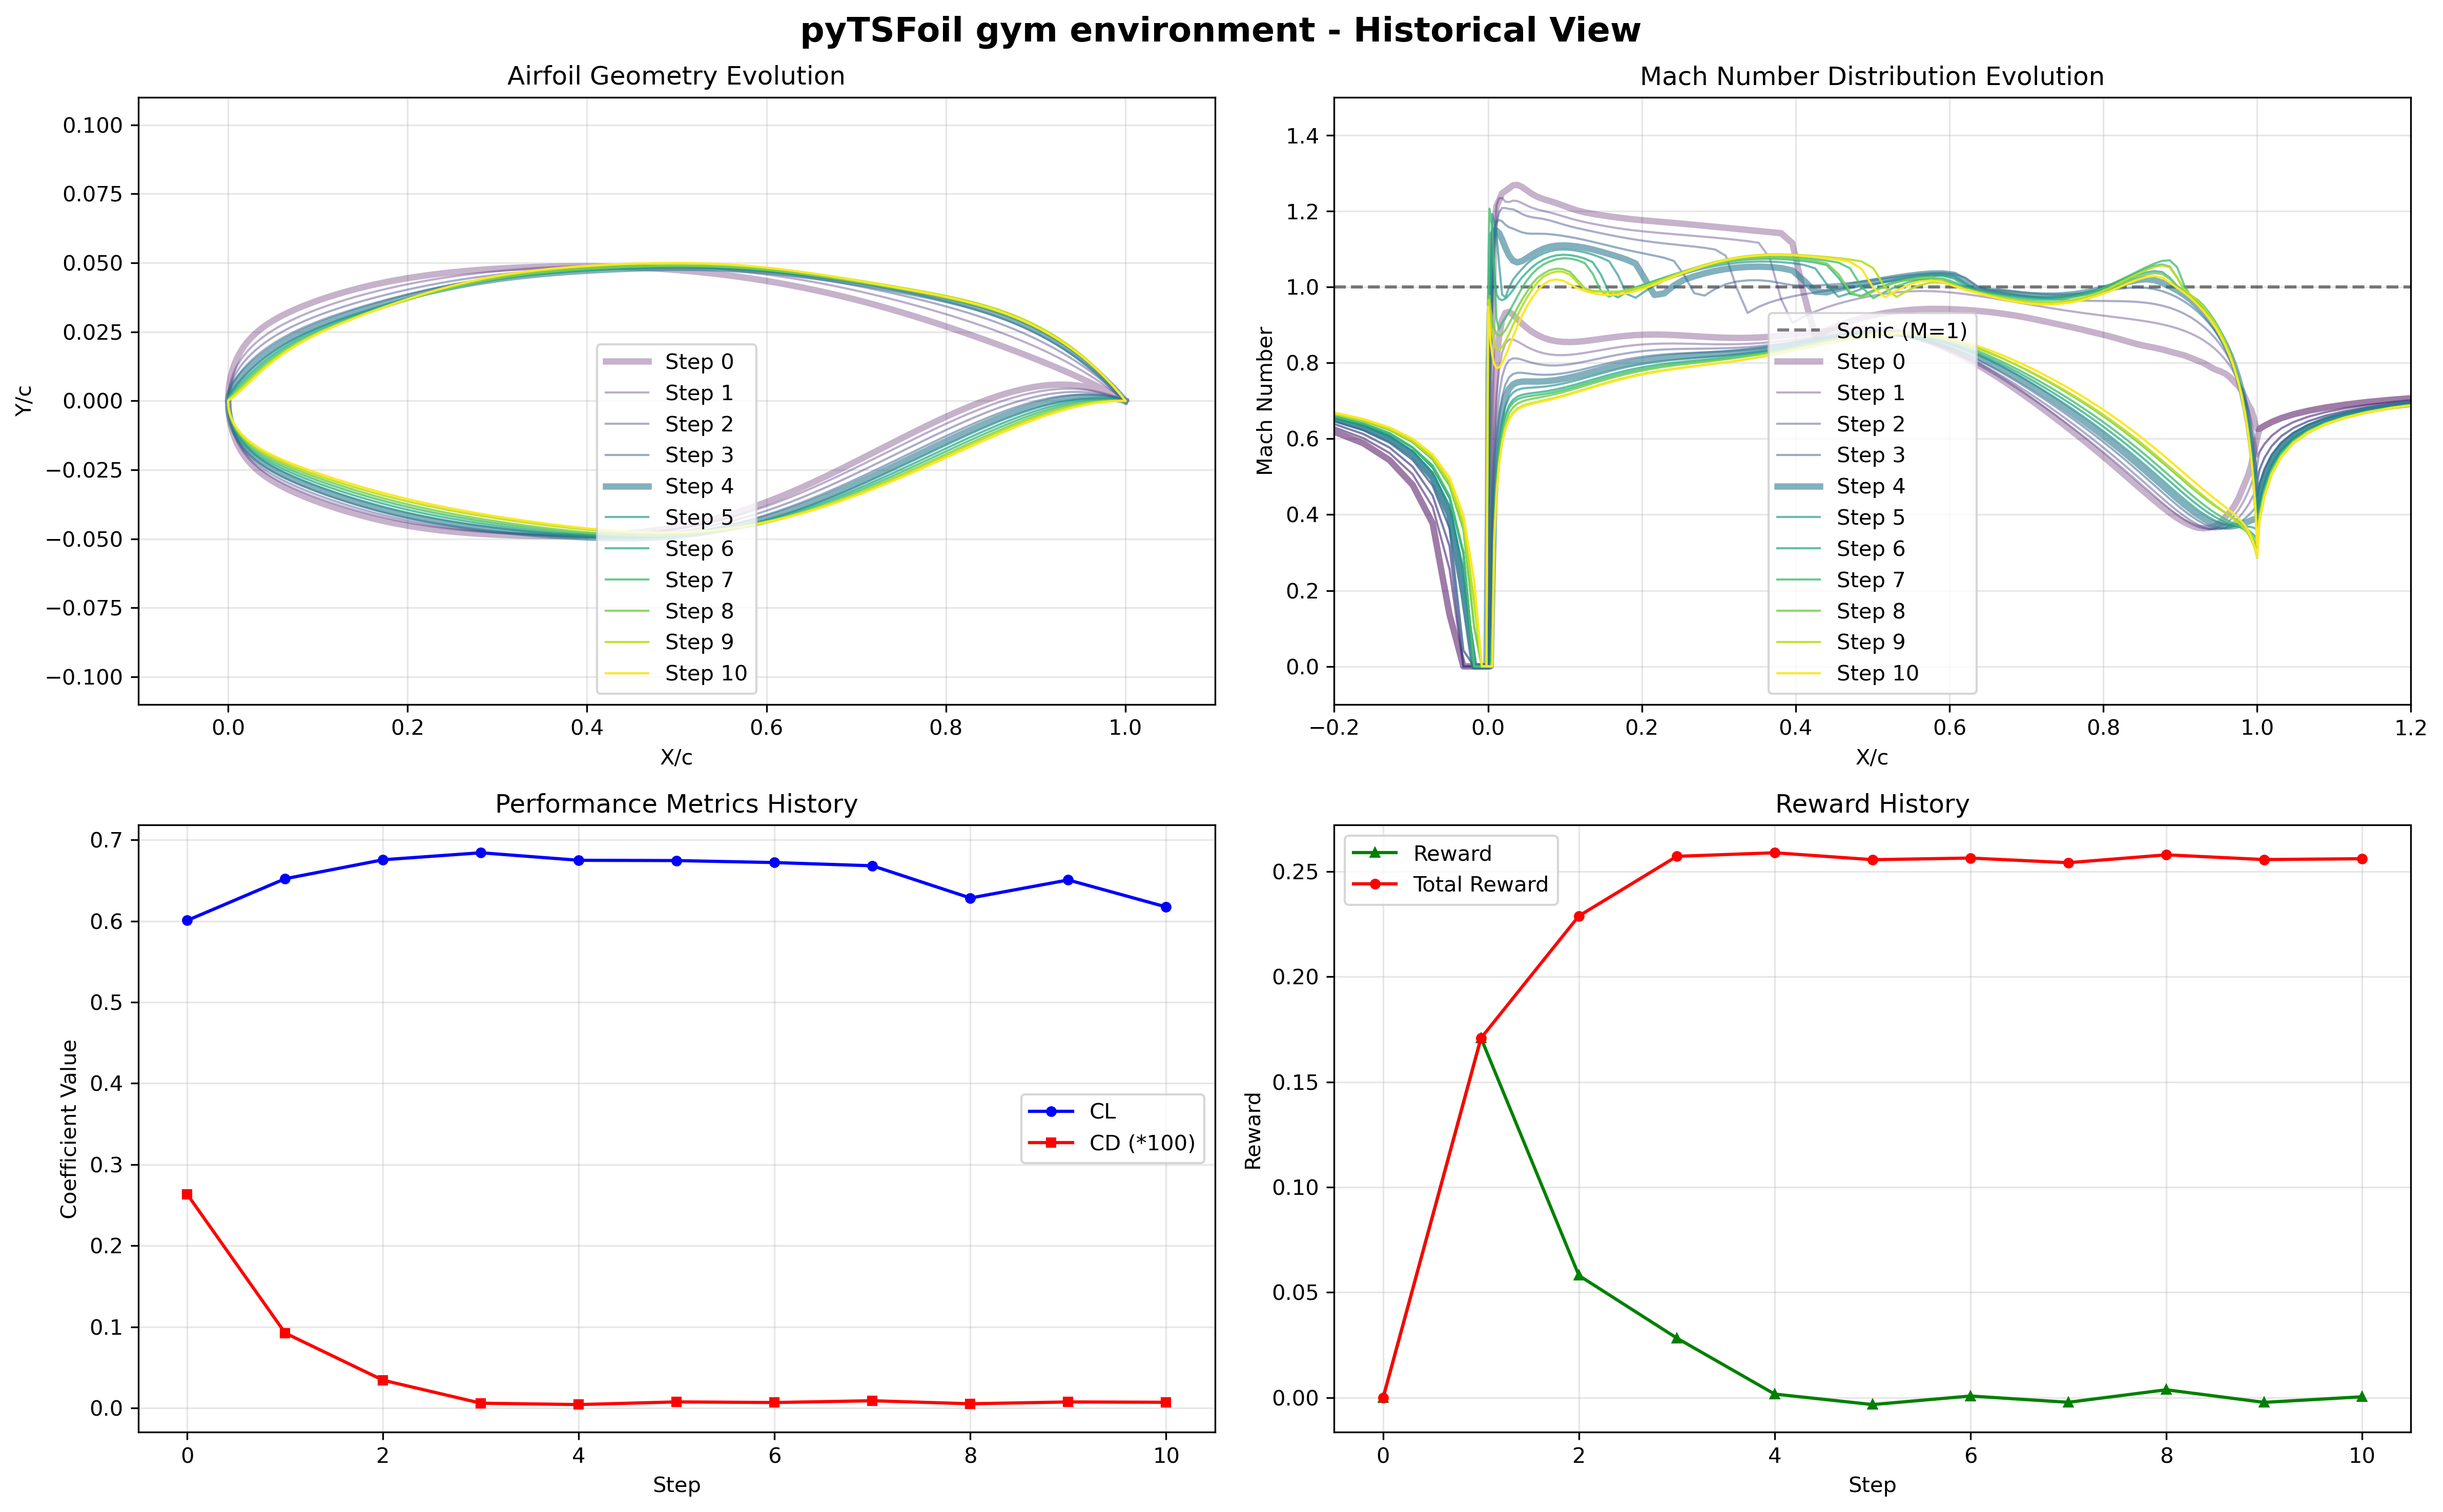 pyTSFoil gym environment - Historical View
Airfoil Geometry Evolution
0.100
0.075
0.050
0.025
0.000
−0.025
−0.050
−0.075
−0.100
Y/c
0.0
0.2
0.4
0.6
0.8
1.0
X/c
Step 0
Step 1
Step 2
Step 3
Step 4
Step 5
Step 6
Step 7
Step 8
Step 9
Step 10
Mach Number Distribution Evolution
1.4
1.2
1.0
0.8
0.6
0.4
0.2
0.0
Mach Number
−0.2
0.0
0.2
0.4
0.6
0.8
1.0
1.2
X/c
Sonic (M=1)
Step 0
Step 1
Step 2
Step 3
Step 4
Step 5
Step 6
Step 7
Step 8
Step 9
Step 10
Performance Metrics History
0.7
0.6
0.5
0.4
0.3
0.2
0.1
0.0
Coefficient Value
0
2
4
6
8
10
Step
CL
CD (*100)
Reward History
0.25
0.20
0.15
0.10
0.05
0.00
Reward
0
2
4
6
8
10
Step
Reward
Total Reward